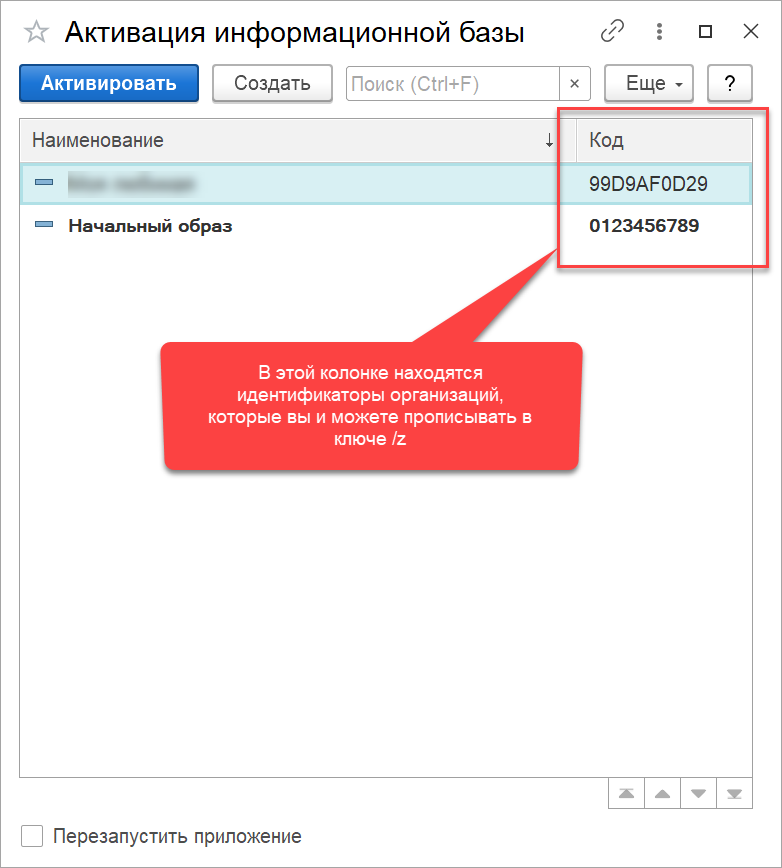 Активация информационной базы
Активировать Создать Поиск (Ctrl+F) × Еще ?
Наименование ↓ Код
99D9AF0D29
Начальный образ 0123456789
В этой колонке находятся
идентификаторы организаций,
которые вы и можете прописывать в
ключе /z
Перезапустить приложение